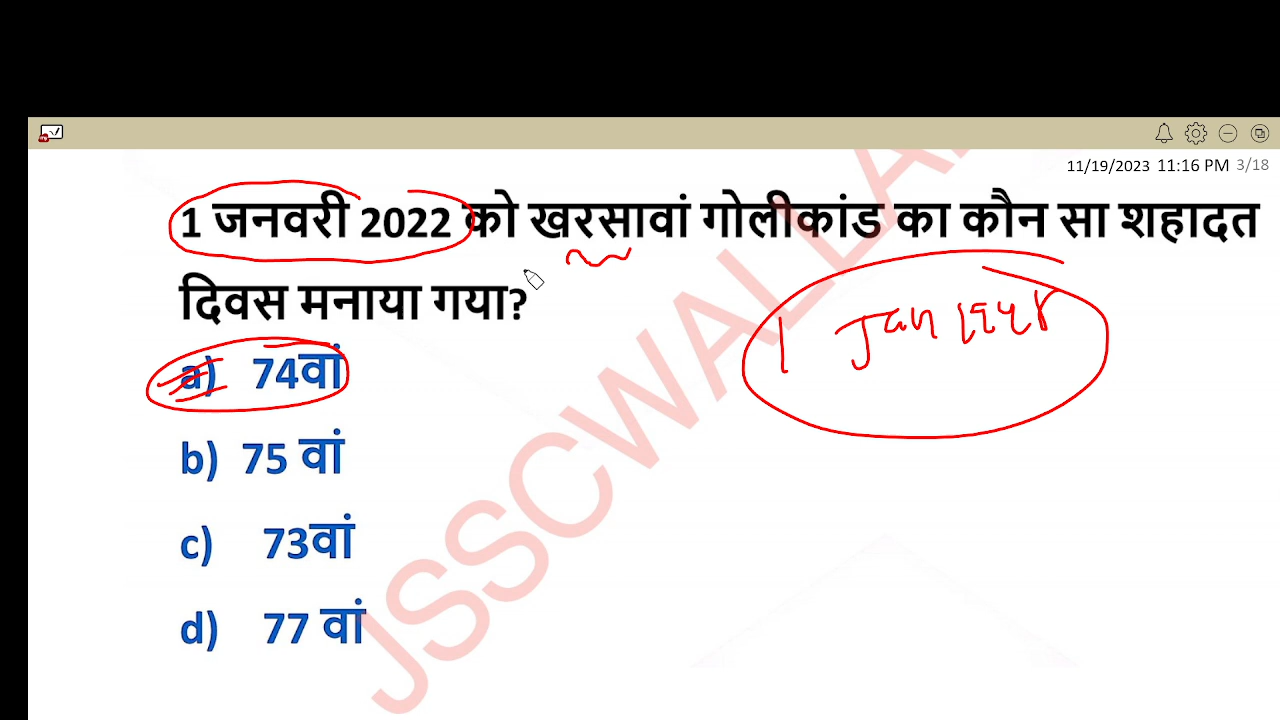 11/19/2023 11:16 PM 3/18
1 जनवरी 2022 को खरसावां गोलीकांड का कौन सा शहादत
दिवस मनाया गया?
1 Jan 1948
a) 74वां
b) 75 वां
c) 73वां
d) 77 वां
JSSCWALLAH